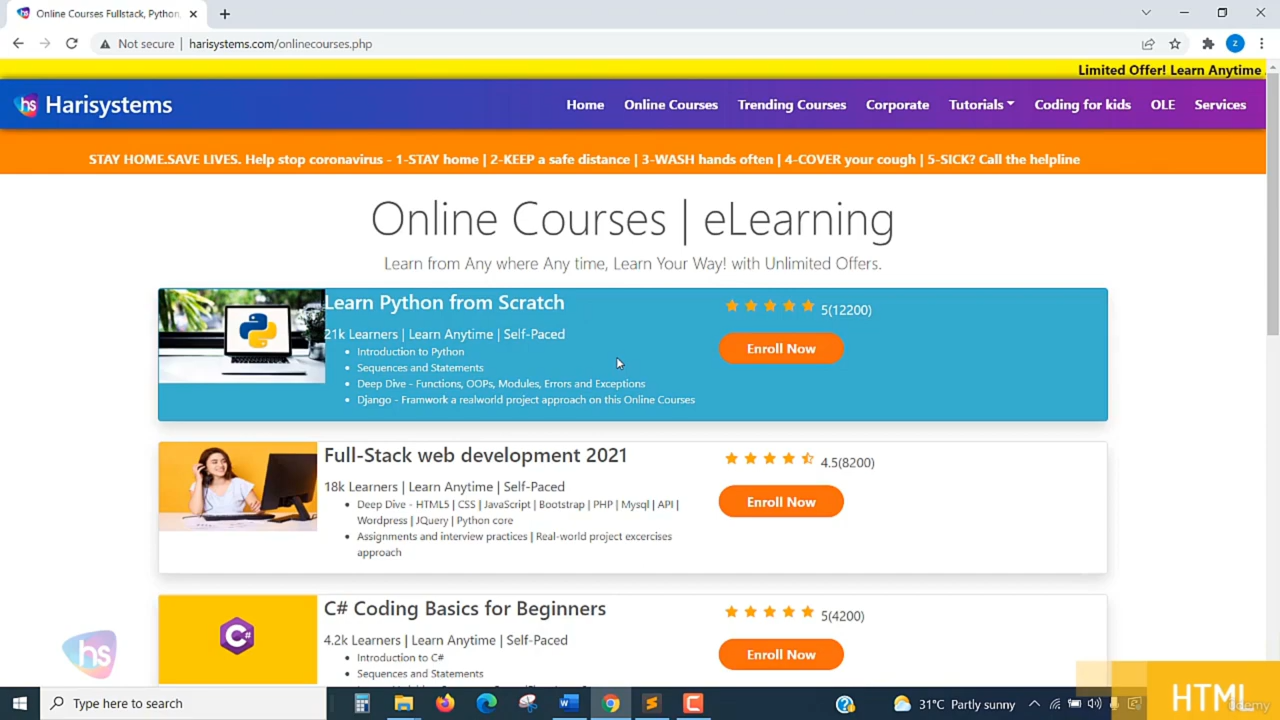 Online Courses Fullstack, Python,
Not secure | harisystems.com/onlinecourses.php
Limited Offer! Learn Anytime
hs Harisystems
Home Online Courses Trending Courses Corporate Tutorials Coding for kids OLE Services
STAY HOME.SAVE LIVES. Help stop coronavirus - 1-STAY home | 2-KEEP a safe distance | 3-WASH hands often | 4-COVER your cough | 5-SICK? Call the helpline
Online Courses | eLearning
Learn from Any where Any time, Learn Your Way! with Unlimited Offers.
Learn Python from Scratch
5(12200)
21k Learners | Learn Anytime | Self-Paced
Enroll Now
Introduction to Python
Sequences and Statements
Deep Dive - Functions, OOPs, Modules, Errors and Exceptions
Django - Framwork a realworld project approach on this Online Courses
Full-Stack web development 2021
4.5(8200)
18k Learners | Learn Anytime | Self-Paced
Enroll Now
Deep Dive - HTML5 | CSS | JavaScript | Bootstrap | PHP | Mysql | API |
Wordpress | JQuery | Python core
Assignments and interview practices | Real-world project excercises
approach
C# Coding Basics for Beginners
5(4200)
C#
4.2k Learners | Learn Anytime | Self-Paced
Enroll Now
Introduction to C#
Sequences and Statements
hs
Type here to search
31°C Partly sunny
HTML
Udemy